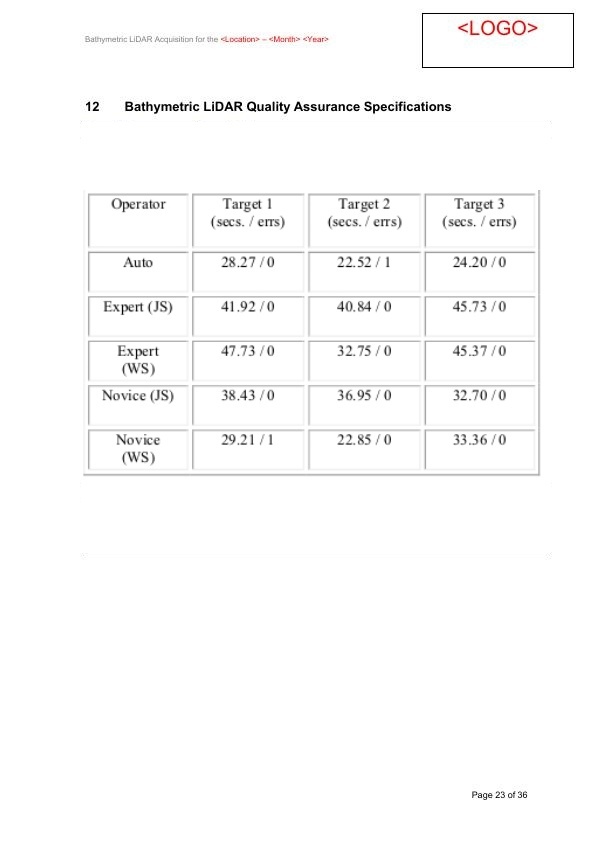 Bathymetric LiDAR Acquisition for the <Location> – <Month> <Year>
<LOGO>
12 Bathymetric LiDAR Quality Assurance Specifications
Operator Target 1 Target 2 Target 3
(secs. / errs) (secs. / errs) (secs. / errs)
Auto 28.27 / 0 22.52 / 1 24.20 / 0
Expert (JS) 41.92 / 0 40.84 / 0 45.73 / 0
Expert 47.73 / 0 32.75 / 0 45.37 / 0
(WS)
Novice (JS) 38.43 / 0 36.95 / 0 32.70 / 0
Novice 29.21 / 1 22.85 / 0 33.36 / 0
(WS)
Page 23 of 36